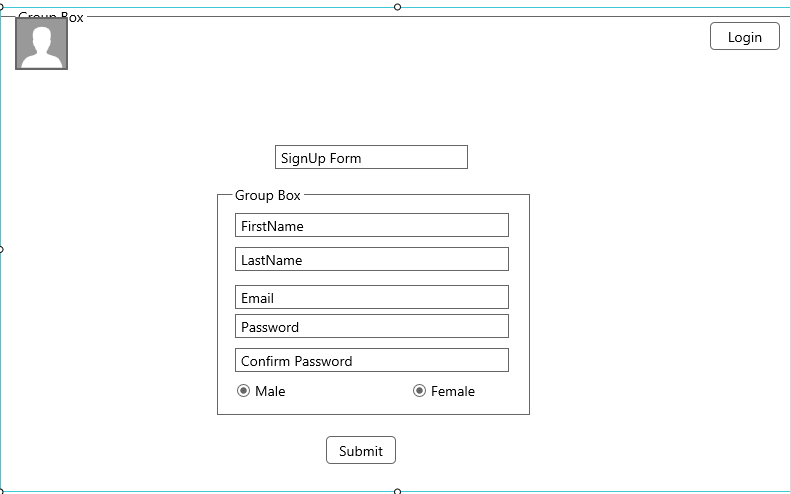 Group Box
Login
SignUp Form
Group Box
FirstName
LastName
Email
Password
Confirm Password
Male Female
Submit